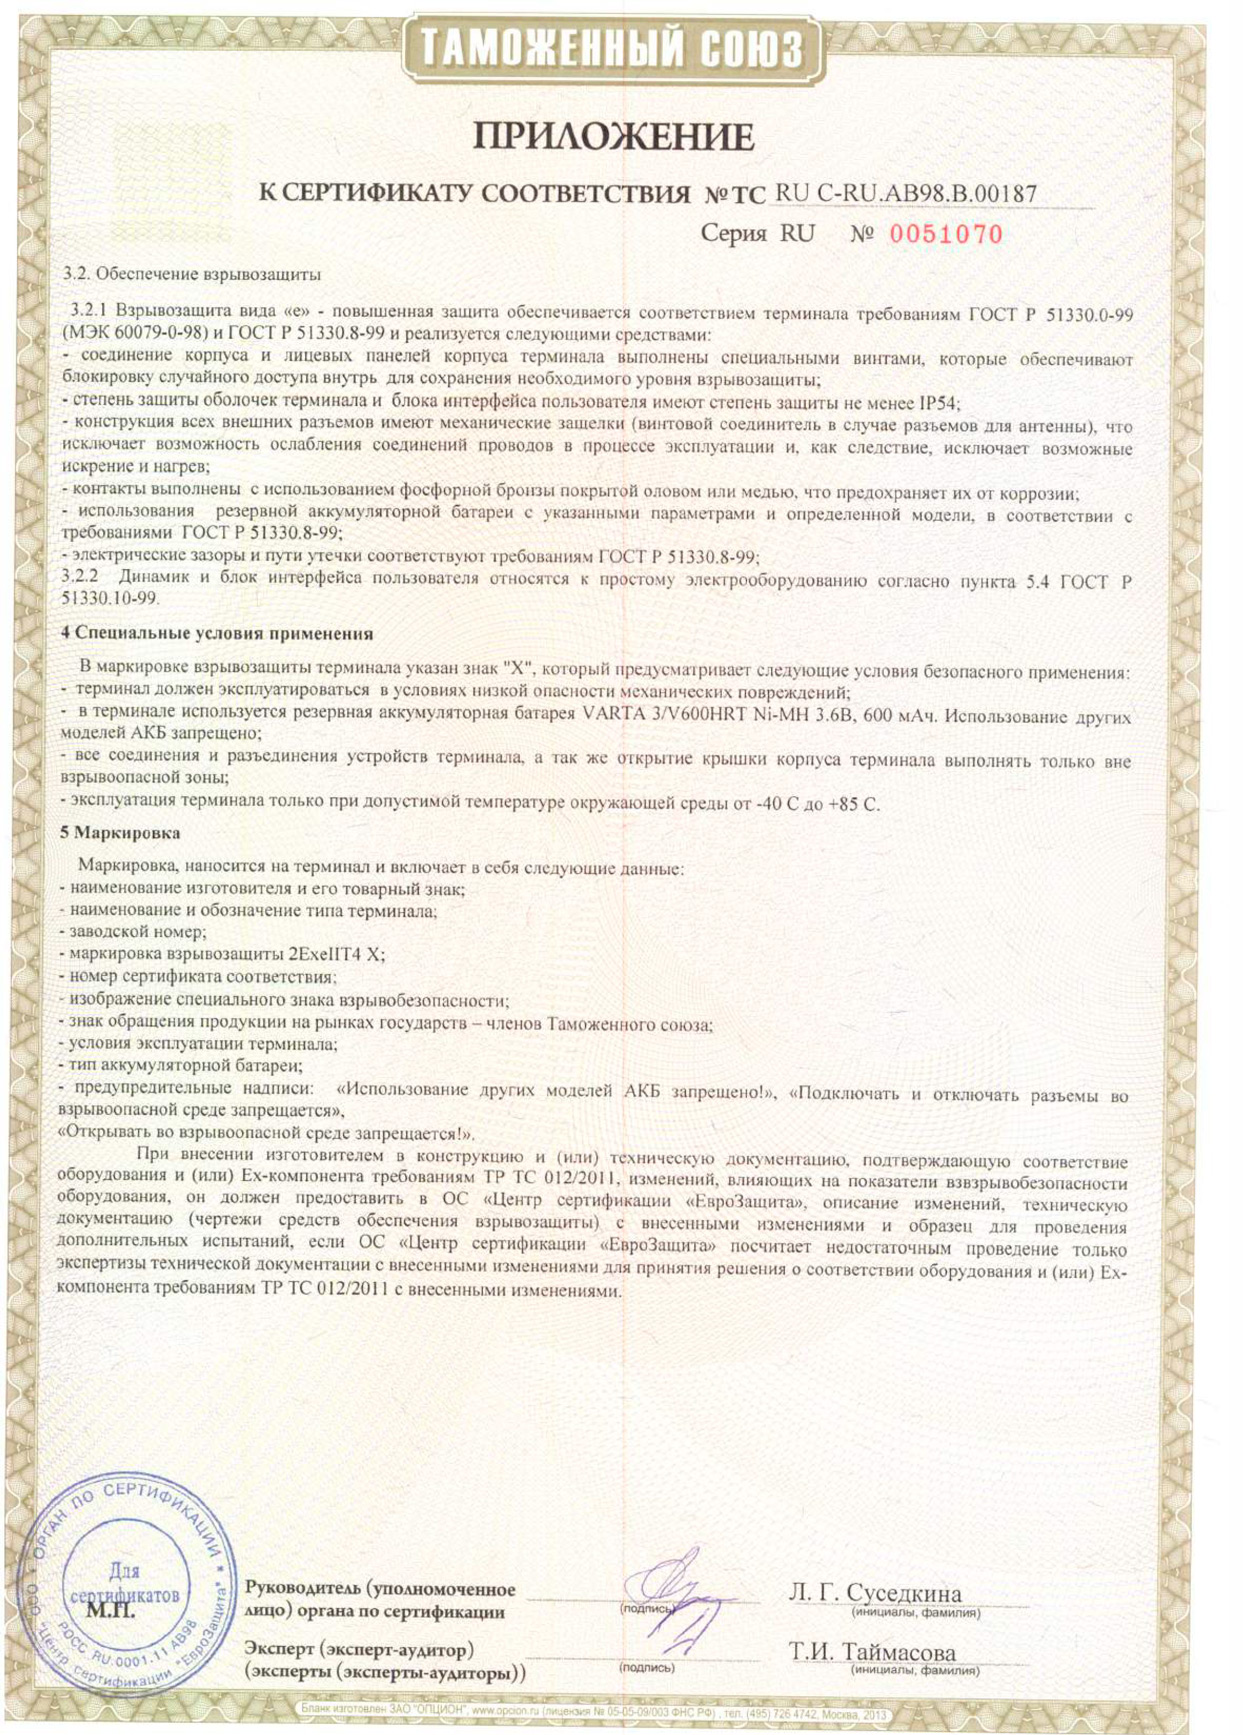 ТАМОЖЕННЫЙ СОЮЗ
ПРИЛОЖЕНИЕ
К СЕРТИФИКАТУ СООТВЕТСТВИЯ № ТС RU C-RU.АВ98.В.00187
Серия RU № 0051070
3.2. Обеспечение взрывозащиты
3.2.1 Взрывозащита вида «е» - повышенная защита обеспечивается соответствием терминала требованиям ГОСТ Р 51330.0-99
(МЭК 60079-0-98) и ГОСТ Р 51330.8-99 и реализуется следующими средствами:
- соединение корпуса и лицевых панелей корпуса терминала выполнены специальными винтами, которые обеспечивают
блокировку случайного доступа внутрь для сохранения необходимого уровня взрывозащиты;
- степень защиты оболочек терминала и блока интерфейса пользователя имеют степень защиты не менее IP54;
- конструкция всех внешних разъемов имеют механические защелки (винтовой соединитель в случае разъемов для антенны), что
исключает возможность ослабления соединений проводов в процессе эксплуатации и, как следствие, исключает возможные
искрение и нагрев;
- контакты выполнены с использованием фосфорной бронзы покрытой оловом или медью, что предохраняет их от коррозии;
- использования резервной аккумуляторной батареи с указанными параметрами и определенной модели, в соответствии с
требованиями ГОСТ Р 51330.8-99;
- электрические зазоры и пути утечки соответствуют требованиям ГОСТ Р 51330.8-99;
3.2.2 Динамик и блок интерфейса пользователя относятся к простому электрооборудованию согласно пункта 5.4 ГОСТ Р
51330.10-99.
4 Специальные условия применения
В маркировке взрывозащиты терминала указан знак "X", который предусматривает следующие условия безопасного применения:
- терминал должен эксплуатироваться в условиях низкой опасности механических повреждений;
- в терминале используется резервная аккумуляторная батарея VARTA 3/V600HRT Ni-MH 3.6В, 600 мАч. Использование других
моделей АКБ запрещено;
- все соединения и разъединения устройств терминала, а так же открытие крышки корпуса терминала выполнять только вне
взрывоопасной зоны;
- эксплуатация терминала только при допустимой температуре окружающей среды от -40 С до +85 С.
5 Маркировка
Маркировка, наносится на терминал и включает в себя следующие данные:
- наименование изготовителя и его товарный знак;
- наименование и обозначение типа терминала;
- заводской номер;
- маркировка взрывозащиты 2ExeIIT4 X;
- номер сертификата соответствия;
- изображение специального знака взрывобезопасности;
- знак обращения продукции на рынках государств – членов Таможенного союза;
- условия эксплуатации терминала;
- тип аккумуляторной батареи;
- предупредительные надписи: «Использование других моделей АКБ запрещено!», «Подключать и отключать разъемы во
взрывоопасной среде запрещается»,
«Открывать во взрывоопасной среде запрещается!».
При внесении изготовителем в конструкцию и (или) техническую документацию, подтверждающую соответствие
оборудования и (или) Ex-компонента требованиям ТР ТС 012/2011, изменений, влияющих на показатели взвзрывобезопасности
оборудования, он должен предоставить в ОС «Центр сертификации «ЕвроЗащита», описание изменений, техническую
документацию (чертежи средств обеспечения взрывозащиты) с внесенными изменениями и образец для проведения
дополнительных испытаний, если ОС «Центр сертификации «ЕвроЗащита» посчитает недостаточным проведение только
экспертизы технической документации с внесенными изменениями для принятия решения о соответствии оборудования и (или) Ex-
компонента требованиям ТР ТС 012/2011 с внесенными изменениями.
ОРГАН ПО СЕРТИФИКАЦИИ * ООО "Центр сертификации "ЕвроЗащита"
РОСС RU.0001.11 АВ98
Для
сертификатов
М.П.
Руководитель (уполномоченное
лицо) органа по сертификации
(подпись)
Л. Г. Суседкина
(инициалы, фамилия)
Эксперт (эксперт-аудитор)
(эксперты (эксперты-аудиторы))
(подпись)
Т.И. Таймасова
(инициалы, фамилия)
Бланк изготовлен ЗАО "ОПЦИОН", www.opcion.ru (лицензия № 05-05-09/003 ФНС РФ) , тел. (495) 726 4742, Москва, 2013